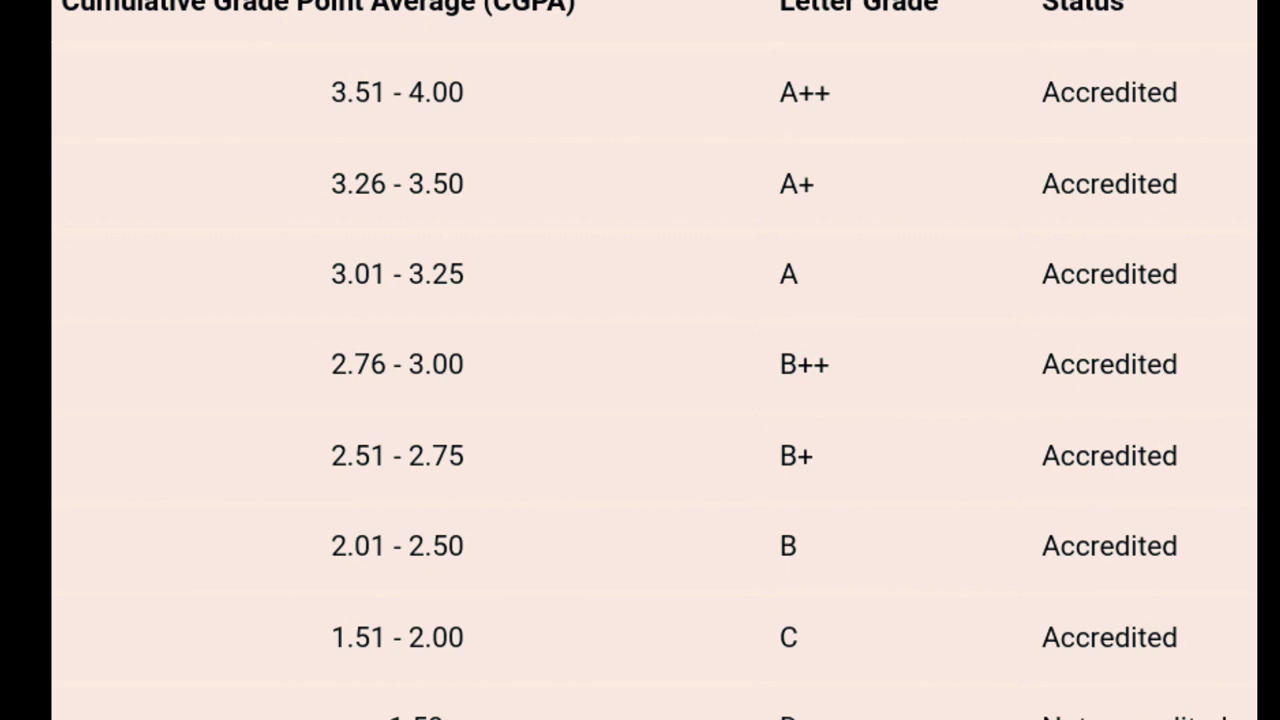 Cumulative Grade Point Average (CGPA) Letter Grade Status
3.51 - 4.00 A++ Accredited
3.26 - 3.50 A+ Accredited
3.01 - 3.25 A Accredited
2.76 - 3.00 B++ Accredited
2.51 - 2.75 B+ Accredited
2.01 - 2.50 B Accredited
1.51 - 2.00 C Accredited